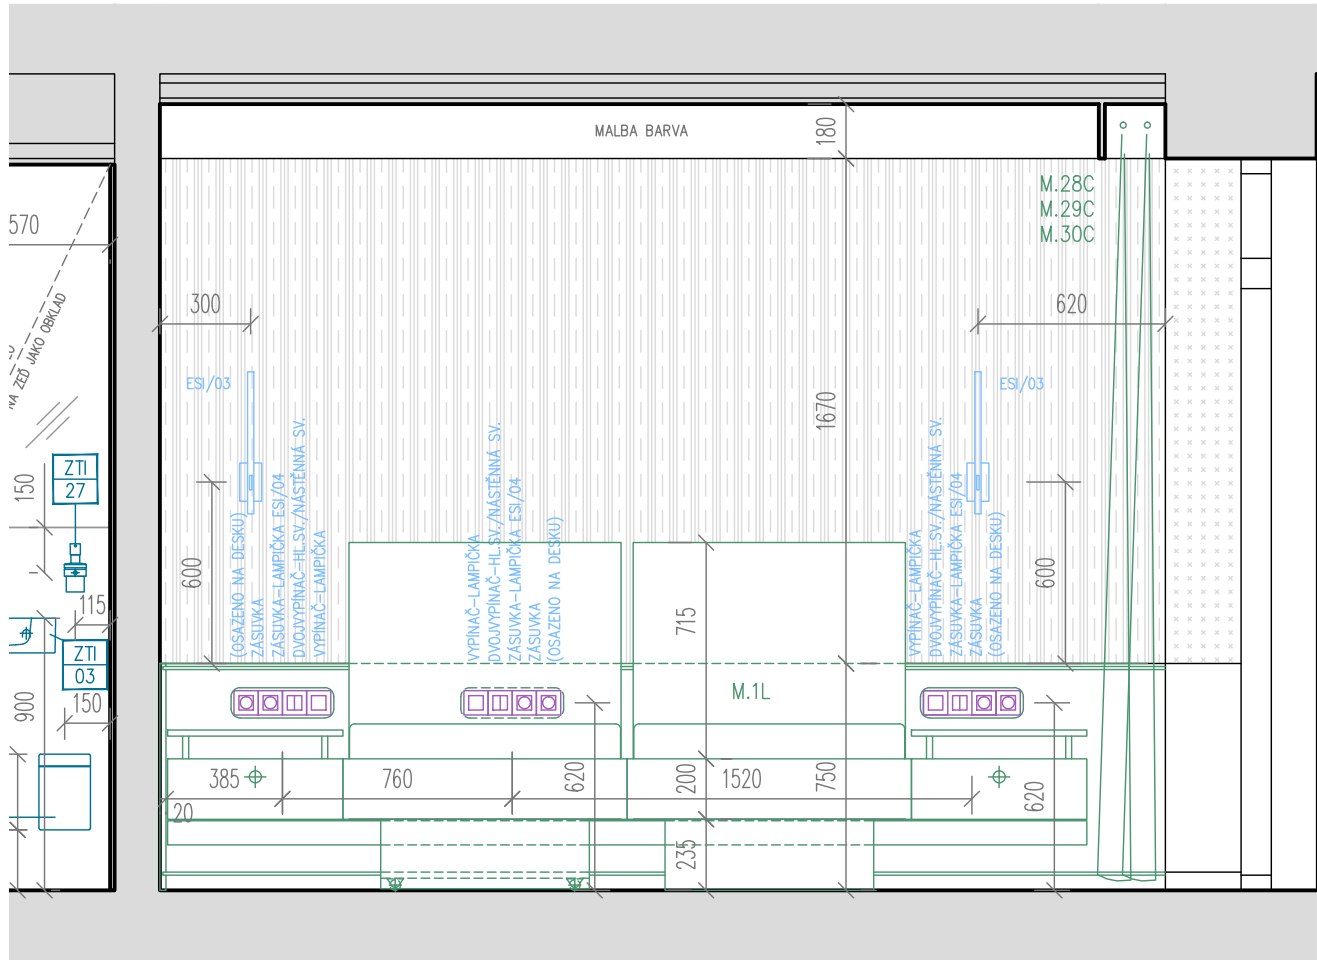 MALBA BARVA
180
M.28C
M.29C
M.30C
570
300
620
NA ZEĎ JAKO OBKLAD
ESI/03
ESI/03
1670
ZTI
27
150
600
(OSAZENO NA DESKU)
ZÁSUVKA
ZÁSUVKA-LAMPIČKA ESI/04
DVOJVYPÍNAČ-HL.SV./NÁSTĚNNÁ SV.
VYPÍNAČ-LAMPIČKA
VYPÍNAČ-LAMPIČKA
DVOJVYPÍNAČ-HL.SV./NÁSTĚNNÁ SV.
ZÁSUVKA-LAMPIČKA ESI/04
ZÁSUVKA
(OSAZENO NA DESKU)
VYPÍNAČ-LAMPIČKA
DVOJVYPÍNAČ-HL.SV./NÁSTĚNNÁ SV.
ZÁSUVKA-LAMPIČKA ESI/04
ZÁSUVKA
(OSAZENO NA DESKU)
600
715
115
ZTI
03
150
900
M.1L
385
760
620
200
1520
750
620
20
235